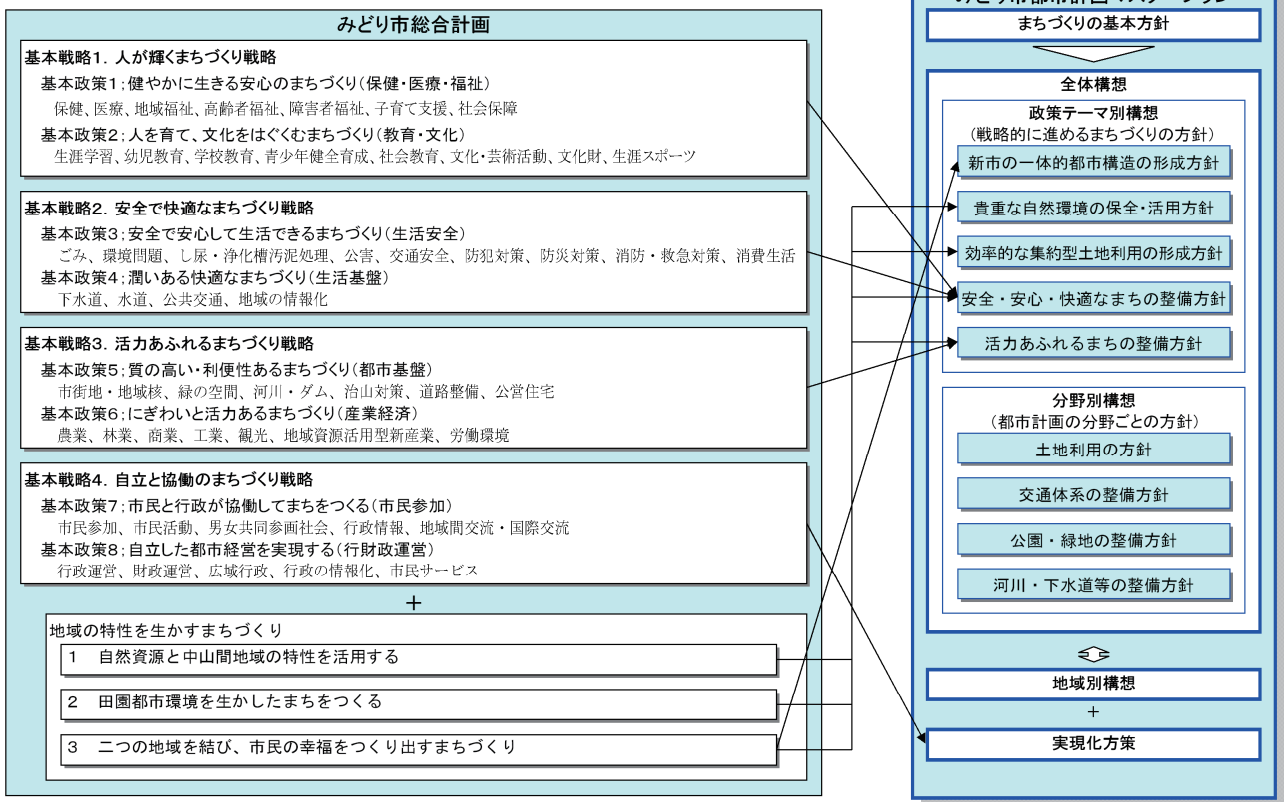 みどり市総合計画
基本戦略1．人が輝くまちづくり戦略
基本政策1；健やかに生きる安心のまちづくり（保健・医療・福祉）
保健、医療、地域福祉、高齢者福祉、障害者福祉、子育て支援、社会保障
基本政策2；人を育て、文化をはぐくむまちづくり（教育・文化）
生涯学習、幼児教育、学校教育、青少年健全育成、社会教育、文化・芸術活動、文化財、生涯スポーツ
基本戦略2．安全で快適なまちづくり戦略
基本政策3；安全で安心して生活できるまちづくり（生活安全）
ごみ、環境問題、し尿・浄化槽汚泥処理、公害、交通安全、防犯対策、防災対策、消防・救急対策、消費生活
基本政策4；潤いある快適なまちづくり（生活基盤）
下水道、水道、公共交通、地域の情報化
基本戦略3．活力あふれるまちづくり戦略
基本政策5；質の高い・利便性あるまちづくり（都市基盤）
市街地・地域核、緑の空間、河川・ダム、治山対策、道路整備、公営住宅
基本政策6；にぎわいと活力あるまちづくり（産業経済）
農業、林業、商業、工業、観光、地域資源活用型新産業、労働環境
基本戦略4．自立と協働のまちづくり戦略
基本政策7；市民と行政が協働してまちをつくる（市民参加）
市民参加、市民活動、男女共同参画社会、行政情報、地域間交流・国際交流
基本政策8；自立した都市経営を実現する（行財政運営）
行政運営、財政運営、広域行政、行政の情報化、市民サービス
＋
地域の特性を生かすまちづくり
1　自然資源と中山間地域の特性を活用する
2　田園都市環境を生かしたまちをつくる
3　二つの地域を結び、市民の幸福をつくり出すまちづくり
みどり市都市計画マスタープラン
まちづくりの基本方針
全体構想
政策テーマ別構想
（戦略的に進めるまちづくりの方針）
新市の一体的都市構造の形成方針
貴重な自然環境の保全・活用方針
効率的な集約型土地利用の形成方針
安全・安心・快適なまちの整備方針
活力あふれるまちの整備方針
分野別構想
（都市計画の分野ごとの方針）
土地利用の方針
交通体系の整備方針
公園・緑地の整備方針
河川・下水道等の整備方針
地域別構想
＋
実現化方策